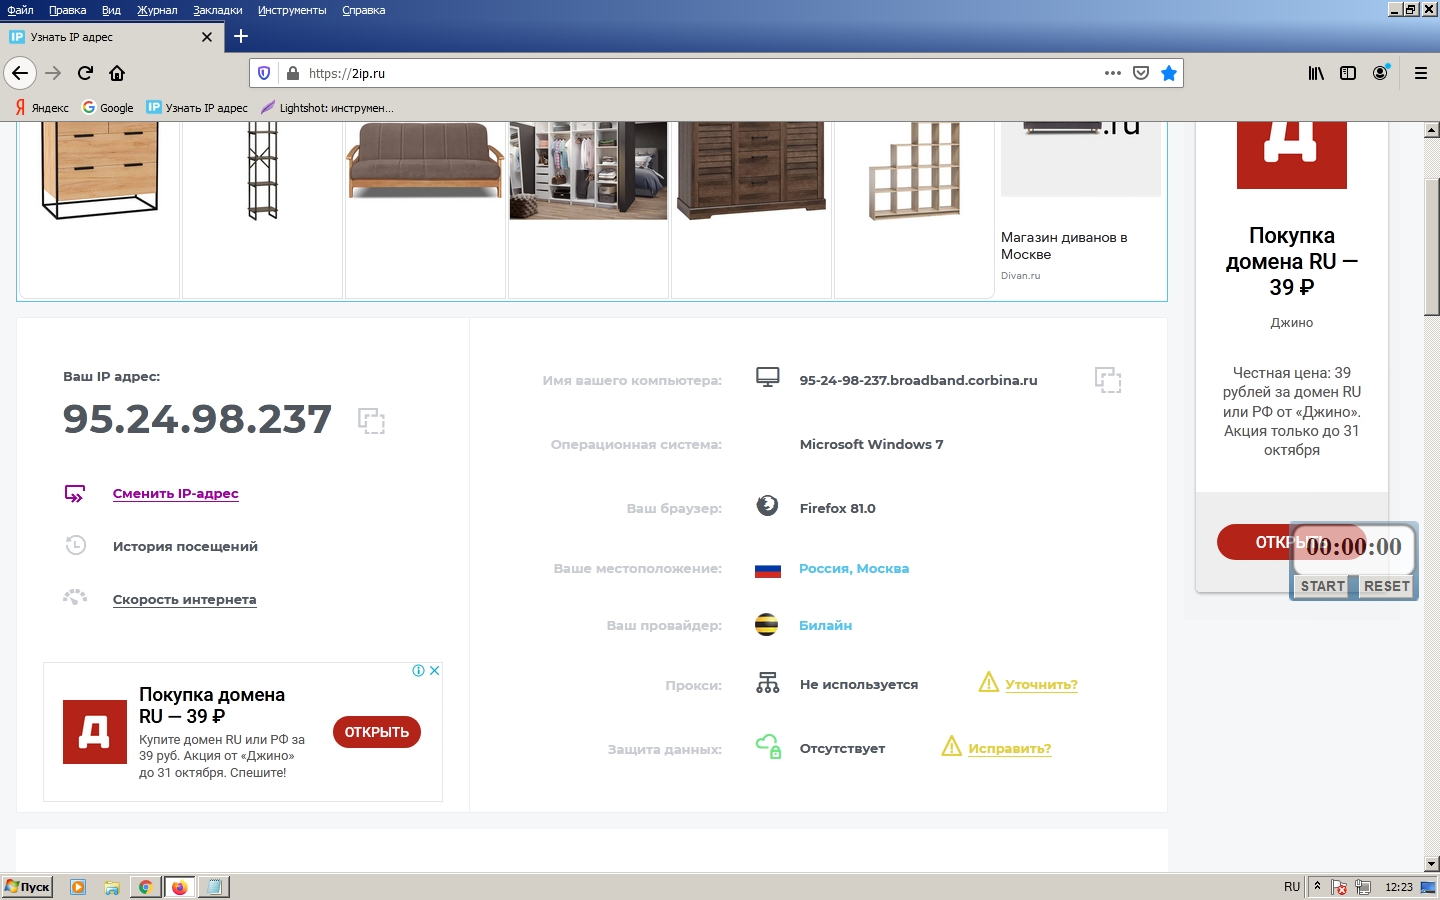 Файл Правка Вид Журнал Закладки Инструменты Справка
IP Узнать IP адрес
https://2ip.ru
Яндекс Google IP Узнать IP адрес Lightshot: инструмен...
.ru
Магазин диванов в
Москве
Divan.ru
Д
Покупка
домена RU —
39 ₽
Джино
Честная цена: 39
рублей за домен RU
или РФ от «Джино».
Акция только до 31
октября
ОТКРЫТЬ
00:00:00
START RESET
Ваш IP адрес:
95.24.98.237
Сменить IP-адрес
История посещений
Скорость интернета
Д
Покупка домена
RU — 39 ₽
Купите домен RU или РФ за
39 руб. Акция от «Джино»
до 31 октября. Спешите!
ОТКРЫТЬ
Имя вашего компьютера: 95-24-98-237.broadband.corbina.ru
Операционная система: Microsoft Windows 7
Ваш браузер: Firefox 81.0
Ваше местоположение: Россия, Москва
Ваш провайдер: Билайн
Прокси: Не используется Уточнить?
Защита данных: Отсутствует Исправить?
Пуск
RU 12:23